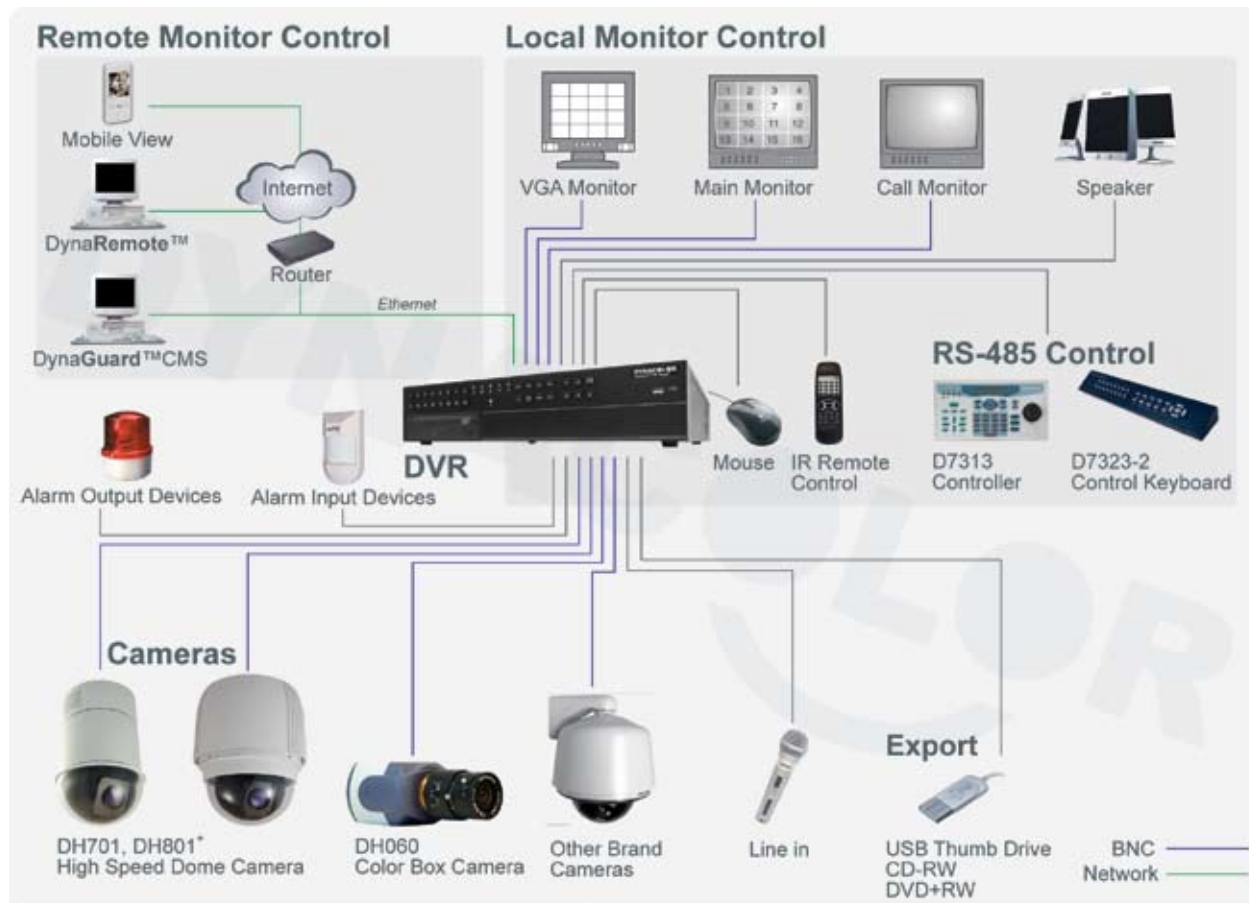 Remote Monitor Control
Local Monitor Control
Mobile View
Internet
DynaRemote™
Router
Ethernet
DynaGuard™CMS
1 2 3 4
5 6 7 8
9 10 11 12
13 14 15 16
VGA Monitor
Main Monitor
Call Monitor
Speaker
RS-485 Control
DVR
Mouse
IR Remote
Control
D7313
Controller
D7323-2
Control Keyboard
Alarm Output Devices
Alarm Input Devices
Cameras
DH701, DH801*
High Speed Dome Camera
DH060
Color Box Camera
Other Brand
Cameras
Line in
Export
USB Thumb Drive
CD-RW
DVD+RW
BNC
Network
DYNACOLOR